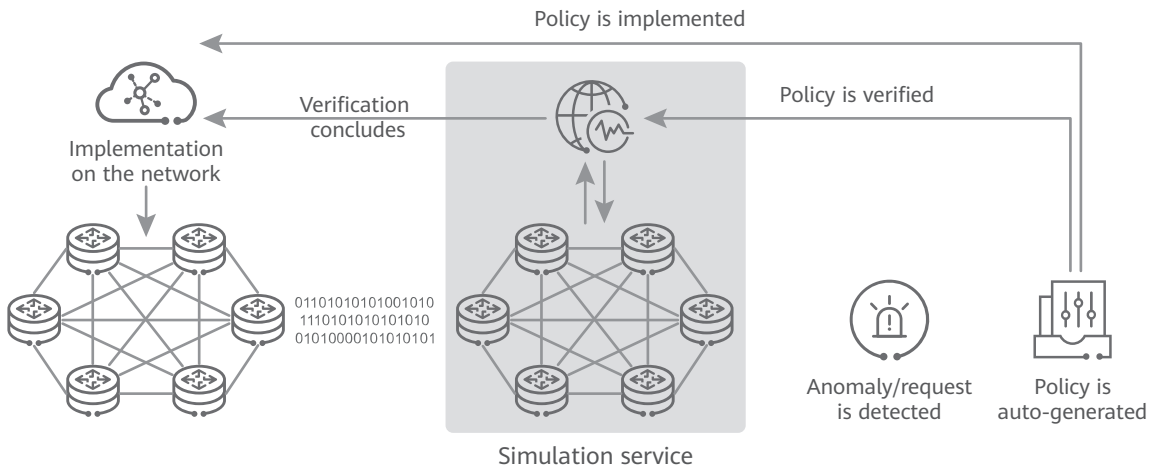 Policy is implemented
Policy is verified
Verification
concludes
Implementation
on the network
01101010101001010
1110101010101010
01010000101010101
Anomaly/request
is detected
Policy is
auto-generated
Simulation service